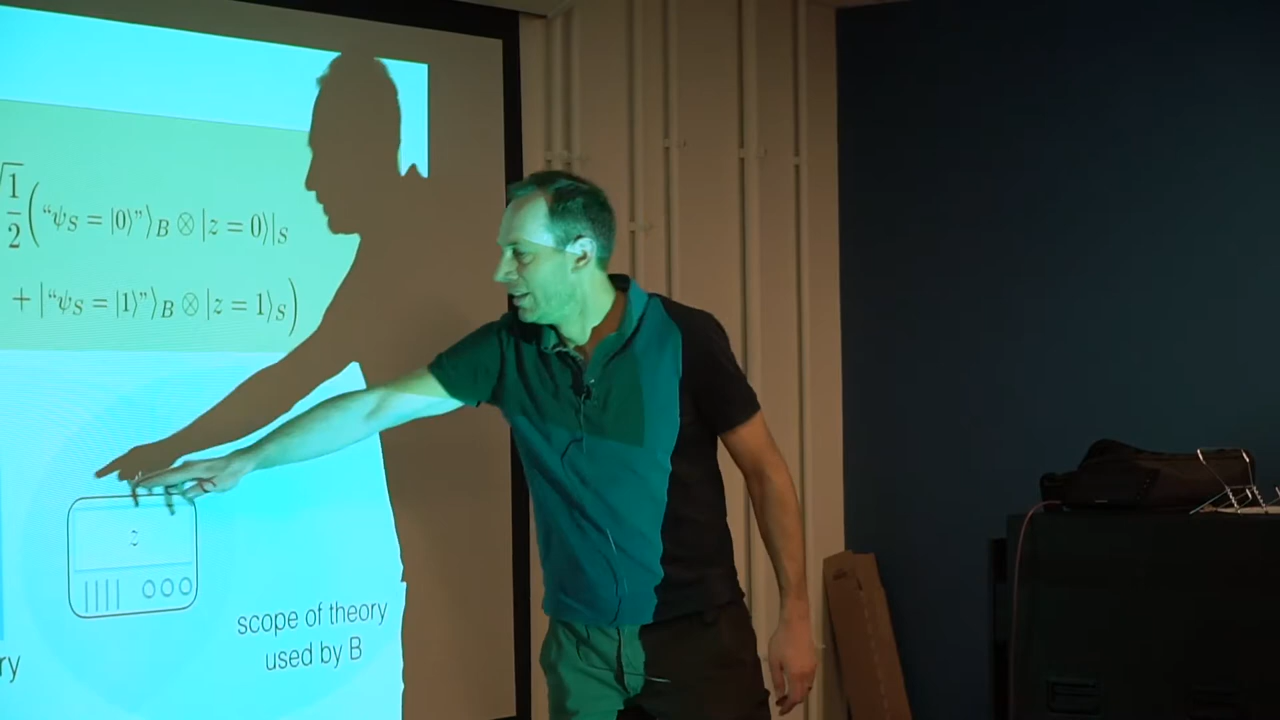 √1/2 ( “ψS = |0⟩”⟩B ⊗ |z = 0⟩|S
+ |“ψS = |1⟩”⟩B ⊗ |z = 1⟩S )
z
scope of theory
used by B
ry